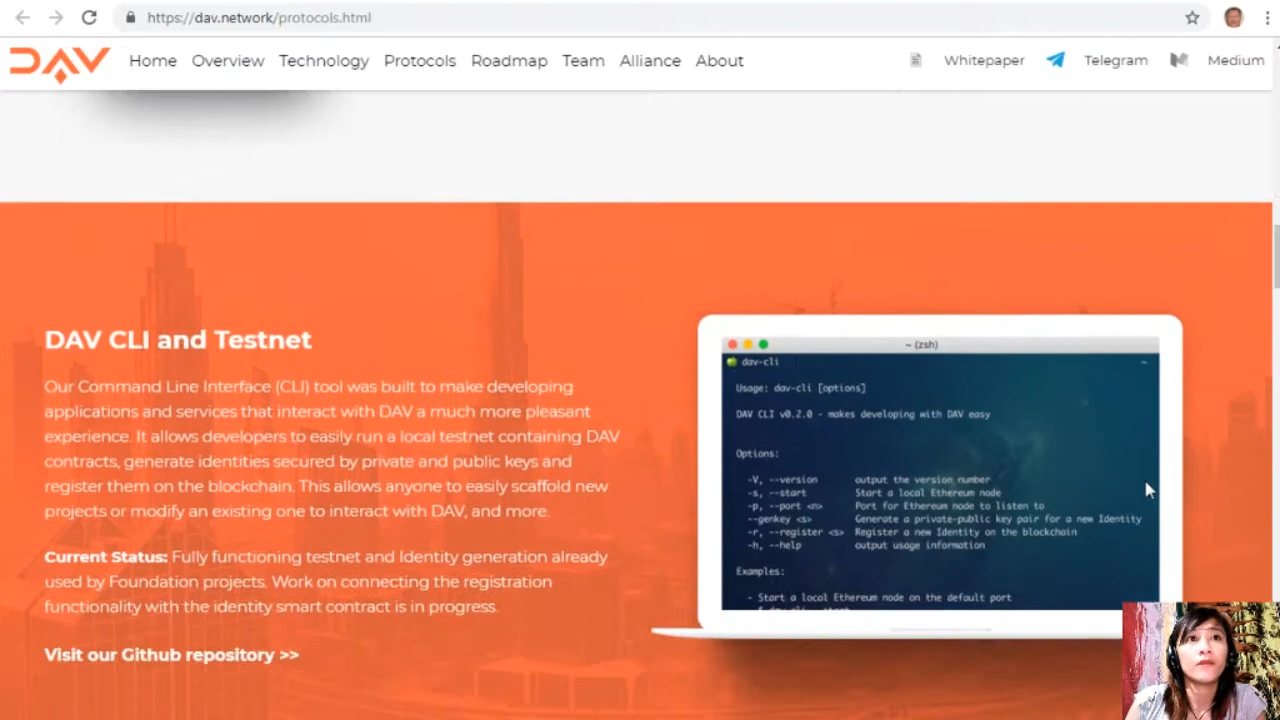 https://dav.network/protocols.html
DAV Home Overview Technology Protocols Roadmap Team Alliance About Whitepaper Telegram Medium
DAV CLI and Testnet
Our Command Line Interface (CLI) tool was built to make developing
applications and services that interact with DAV a much more pleasant
experience. It allows developers to easily run a local testnet containing DAV
contracts, generate identities secured by private and public keys and
register them on the blockchain. This allows anyone to easily scaffold new
projects or modify an existing one to interact with DAV, and more.
Current Status: Fully functioning testnet and Identity generation already
used by Foundation projects. Work on connecting the registration
functionality with the identity smart contract is in progress.
Visit our Github repository >>
~ (zsh)
dav-cli ~
Usage: dav-cli [options]
DAV CLI v0.2.0 - makes developing with DAV easy
Options:
-V, --version output the version number
-s, --start Start a local Ethereum node
-p, --port <n> Port for Ethereum node to listen to
--genkey <s> Generate a private-public key pair for a new Identity
-r, --register <s> Register a new Identity on the blockchain
-h, --help output usage information
Examples:
- Start a local Ethereum node on the default port